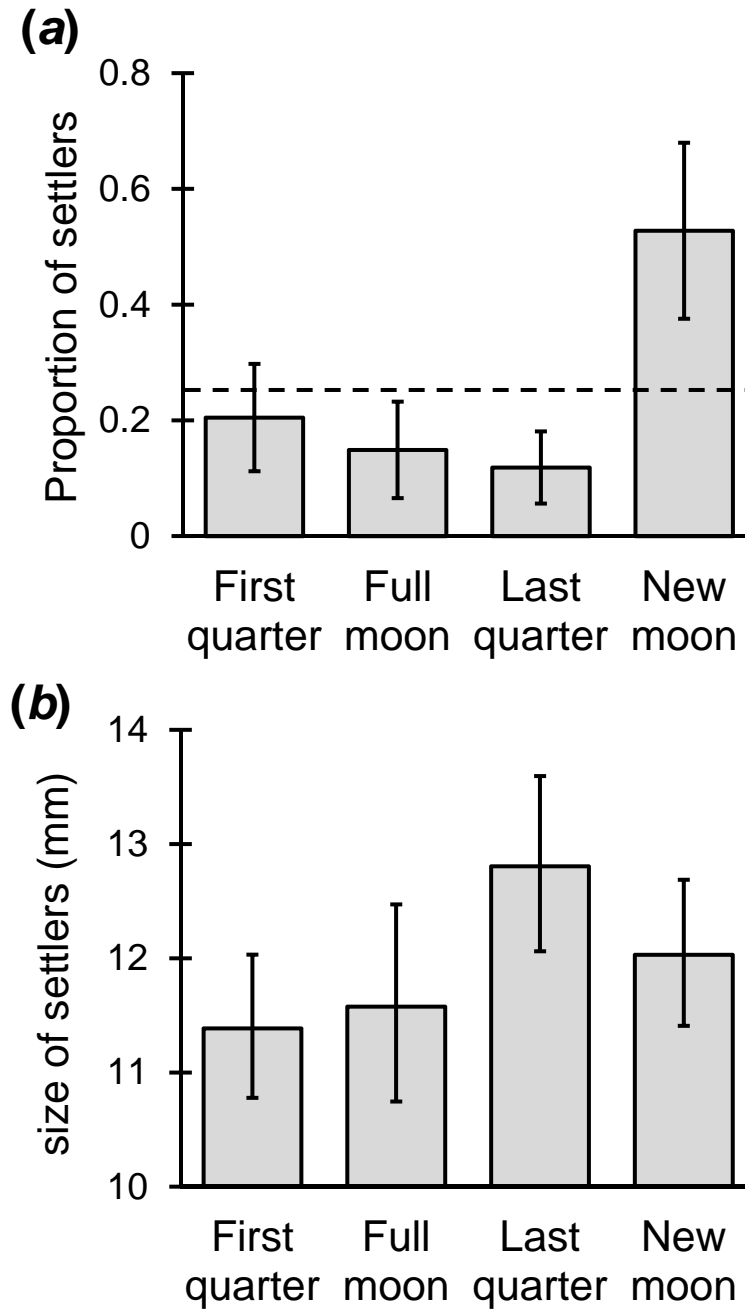 (a)
Proportion of settlers
0.8
0.6
0.4
0.2
0
First quarter
Full moon
Last quarter
New moon
(b)
size of settlers (mm)
14
13
12
11
10
First quarter
Full moon
Last quarter
New moon